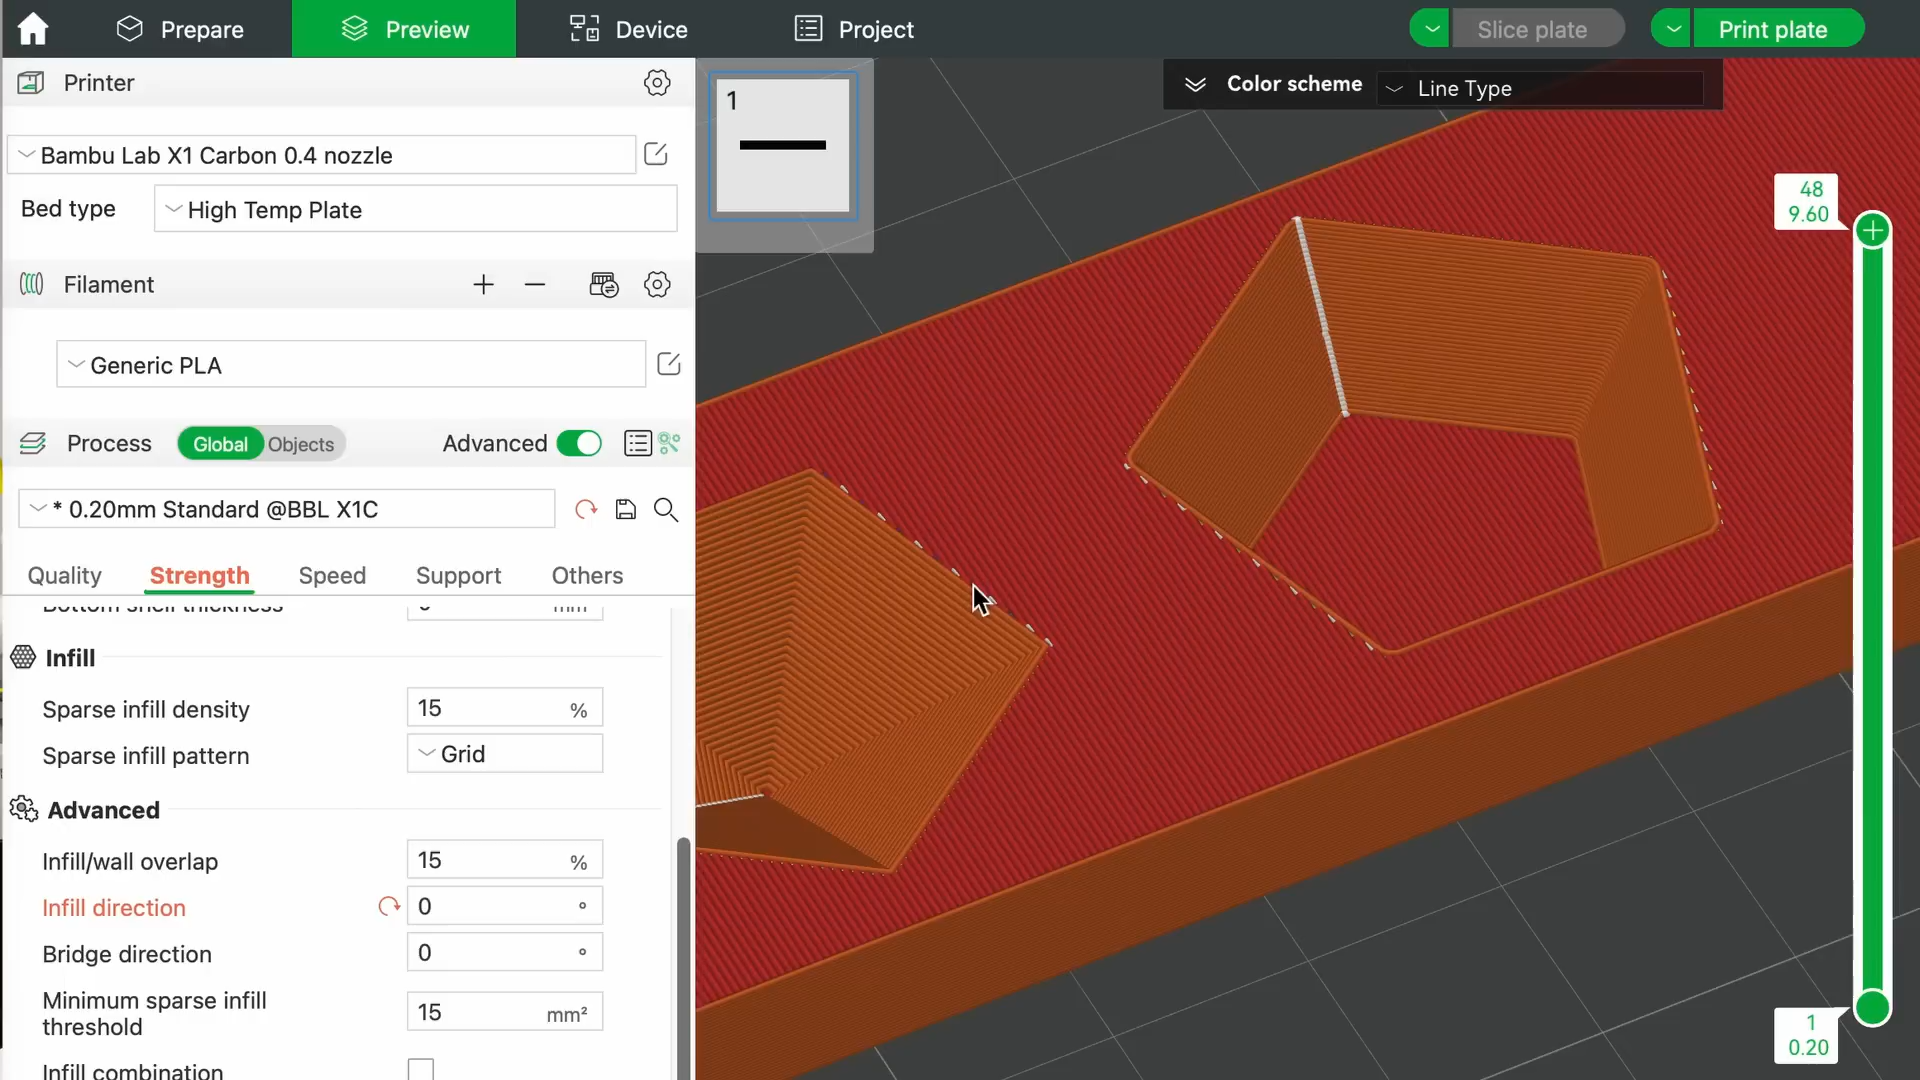 Prepare
Preview
Device
Project
Slice plate
Print plate
Printer
Bambu Lab X1 Carbon 0.4 nozzle
Bed type
High Temp Plate
Filament
Generic PLA
Process
Global
Objects
Advanced
* 0.20mm Standard @BBL X1C
Quality
Strength
Speed
Support
Others
Bottom shell thickness
mm
Infill
Sparse infill density
15 %
Sparse infill pattern
Grid
Advanced
Infill/wall overlap
15 %
Infill direction
0 °
Bridge direction
0 °
Minimum sparse infill
threshold
15 mm²
Infill combination
1
Color scheme
Line Type
48
9.60
1
0.20